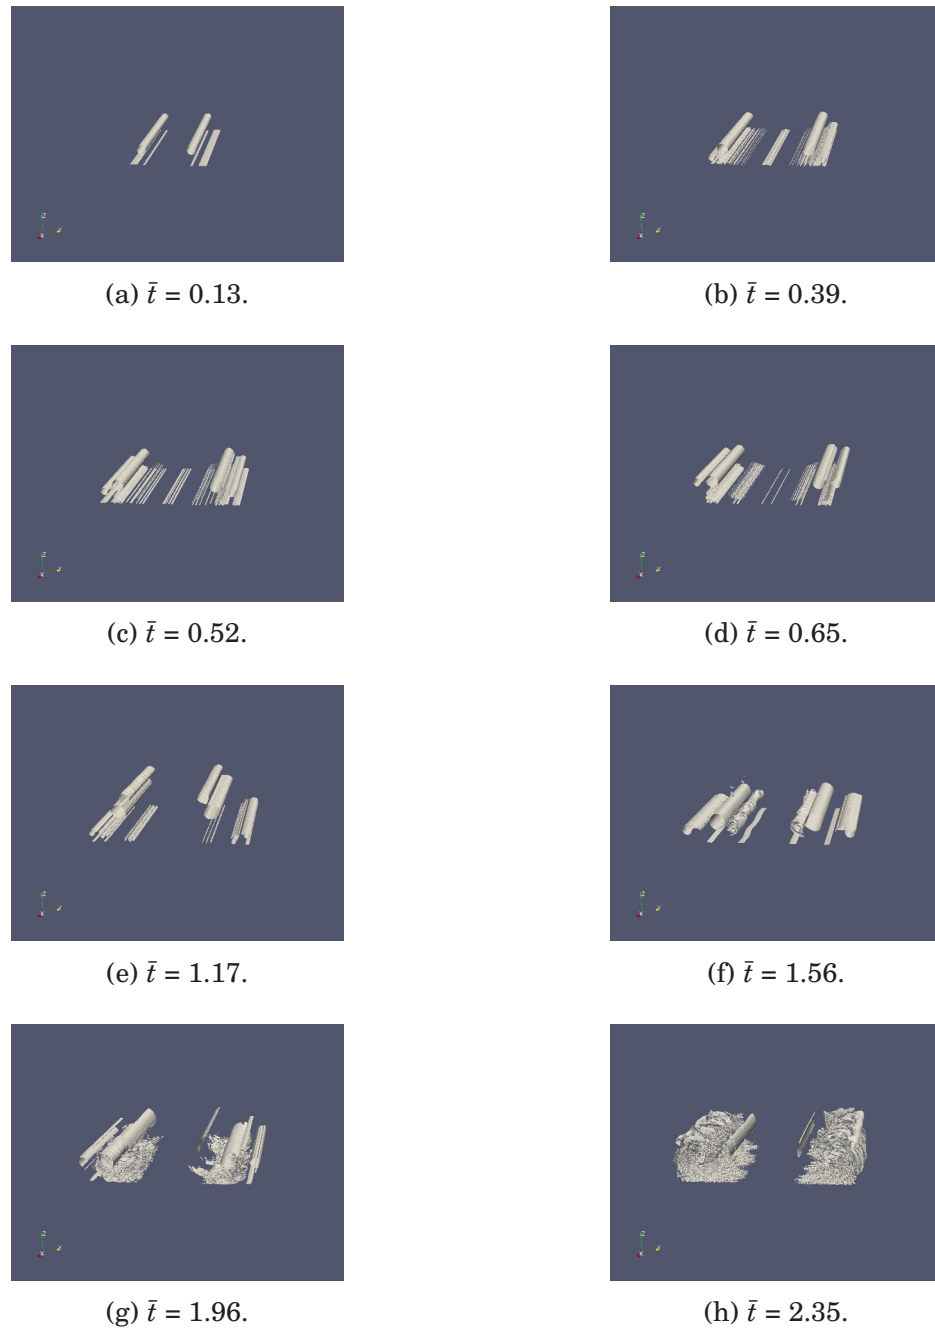 (a) t̄ = 0.13.
(b) t̄ = 0.39.
(c) t̄ = 0.52.
(d) t̄ = 0.65.
(e) t̄ = 1.17.
(f) t̄ = 1.56.
(g) t̄ = 1.96.
(h) t̄ = 2.35.